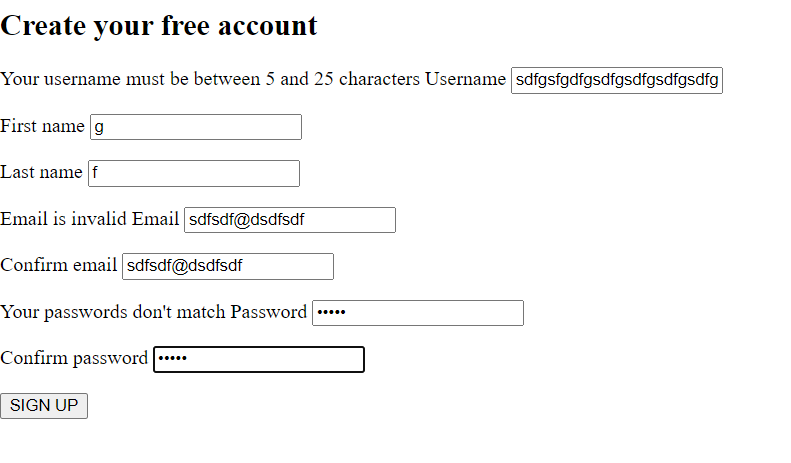 Create your free account
Your username must be between 5 and 25 characters Username sdfgsfgdfgsdfgsdfgsdfgsdfg
First name g
Last name f
Email is invalid Email sdfsdf@dsdfsdf
Confirm email sdfsdf@dsdfsdf
Your passwords don't match Password •••••
Confirm password •••••
SIGN UP